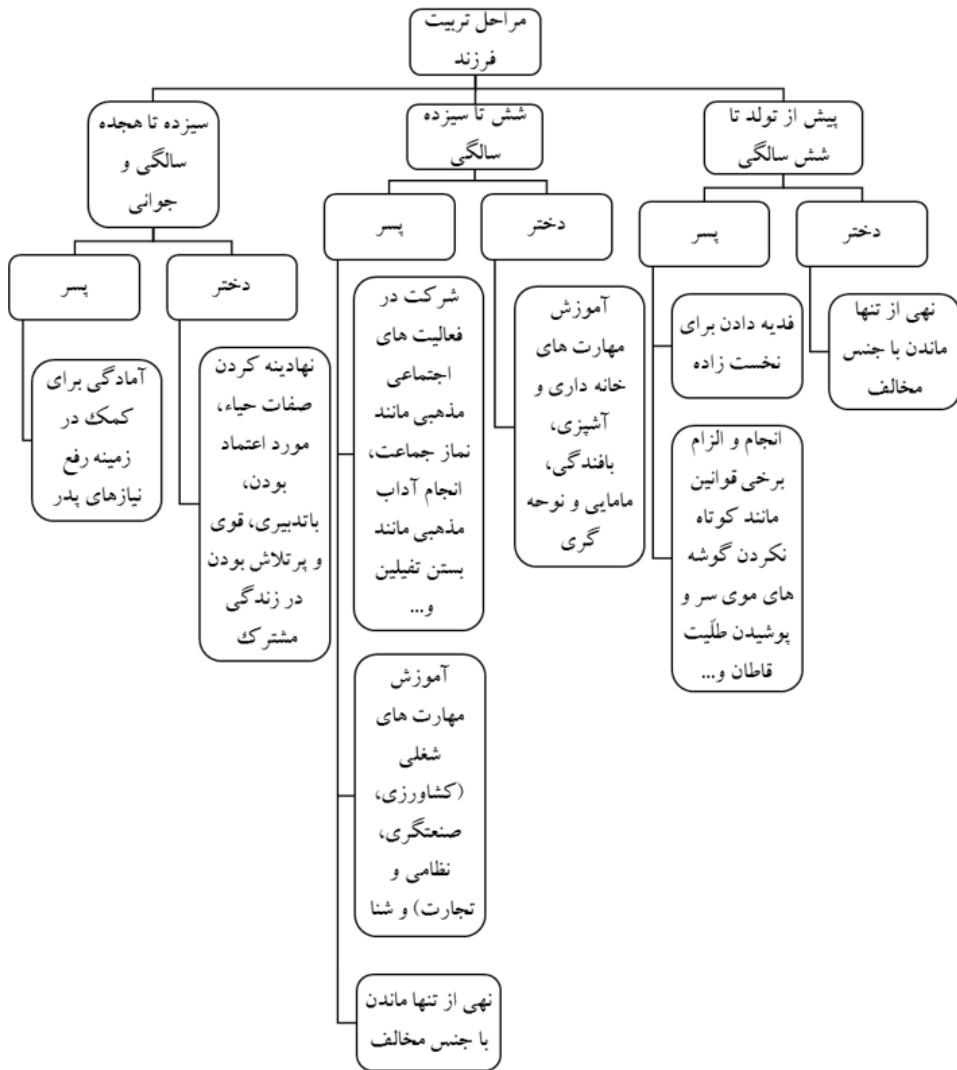 مراحل تربیت
فرزند
پیش از تولد تا
شش سالگی
دختر
نهی از تنها
ماندن با جنس
مخالف
پسر
فدیه دادن برای
نخست زاده
انجام و الزام
برخی قوانین
مانند کوتاه
نکردن گوشه
های موی سر و
پوشیدن طلّیت
قاطان و...
شش تا سیزده
سالگی
دختر
آموزش
مهارت های
خانه داری و
آشپزی،
بافندگی،
مامایی و نوحه
گری
پسر
شرکت در
فعالیت های
اجتماعی
مذهبی مانند
نماز جماعت،
انجام آداب
مذهبی مانند
بستن تفیلین
و...
آموزش
مهارت های
شغلی
(کشاورزی،
صنعتگری،
نظامی و
تجارت) و شنا
نهی از تنها ماندن
با جنس مخالف
سیزده تا هجده
سالگی و
جوانی
دختر
نهادینه کردن
صفات حیاء،
مورد اعتماد
بودن،
باتدبیری، قوی
و پرتلاش بودن
در زندگی
مشترک
پسر
آمادگی برای
کمک در
زمینه رفع
نیازهای پدر